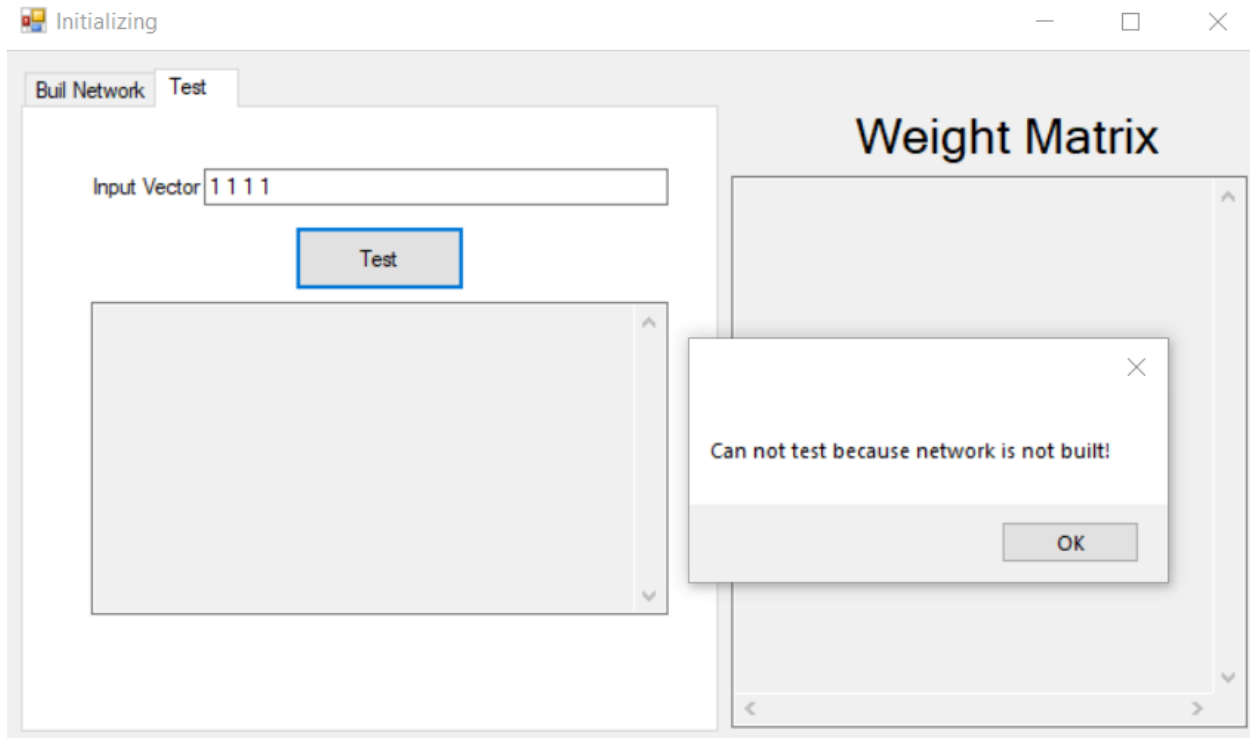 Initializing
Buil Network
Test
Weight Matrix
Input Vector
1 1 1 1
Test
Can not test because network is not built!
OK